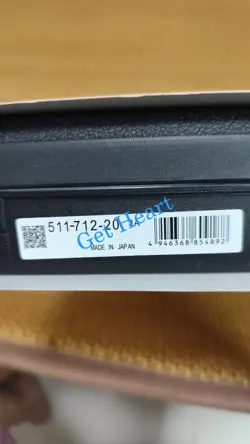 511-712-20
MADE IN JAPAN
4 946368 854892
Get Heart